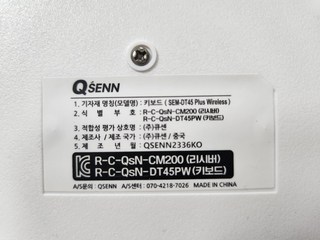 QSENN
1. 기자재 명칭(모델명) : 키보드 ( SEM-DT45 Plus Wireless )
2. 식 별 부 호 : R-C-QsN-CM200 (리시버)
R-C-QsN-DT45PW (키보드)
3. 적합성 평가 상호명 : (주)큐센
4. 제조사 / 제조 국가 : (주)큐센 / 중국
5. 제 조 년 월 : QSENN2336KO
R-C-QsN-CM200 (리시버)
R-C-QsN-DT45PW (키보드)
A/S문의 : QSENN A/S센터 : 070-4218-7026 MADE IN CHINA